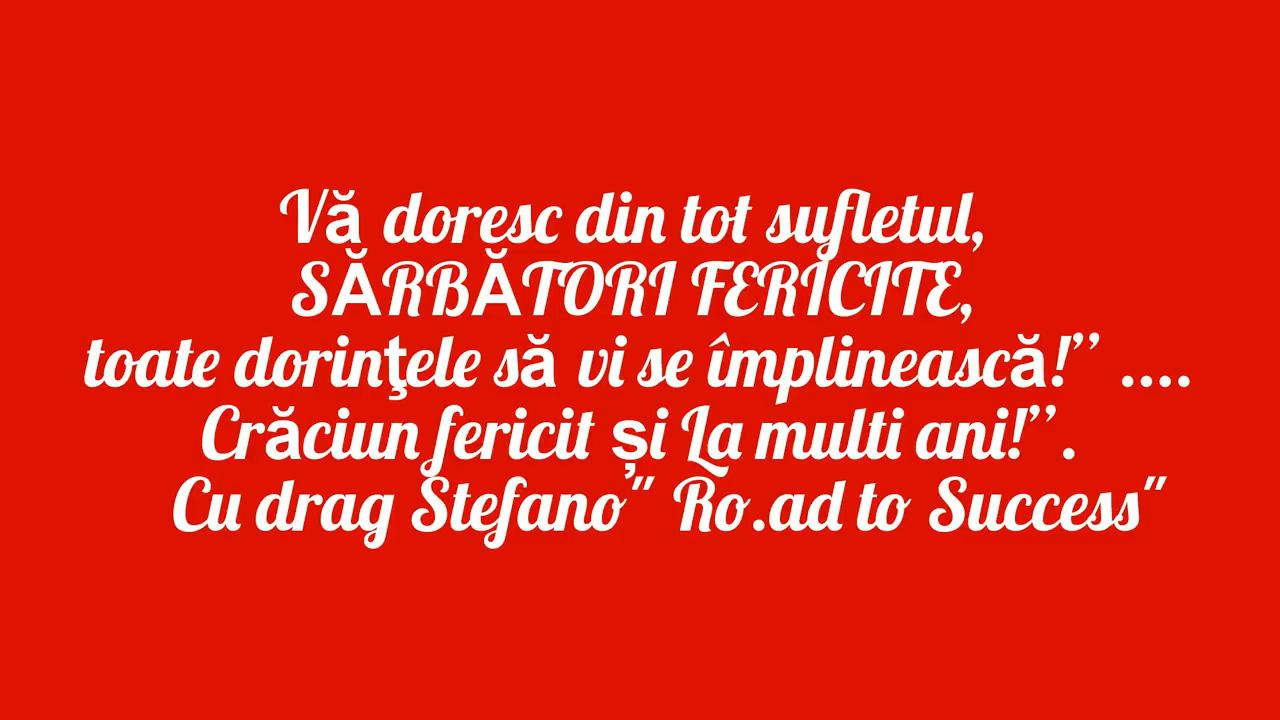 Vă doresc din tot sufletul,
SĂRBĂTORI FERICITE,
toate dorinţele să vi se împlinească!” ....
Crăciun fericit și La multi ani!”.
Cu drag Stefano" Ro.ad to Success"